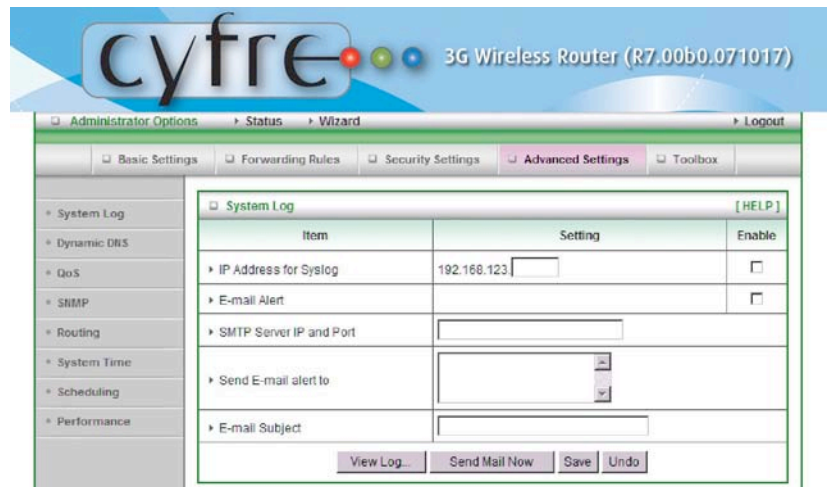 cyfre 3G Wireless Router (R7.00b0.071017)
Administrator Options Status Wizard Logout
Basic Settings Forwarding Rules Security Settings Advanced Settings Toolbox
System Log
Dynamic DNS
QoS
SNMP
Routing
System Time
Scheduling
Performance
System Log [HELP]
Item Setting Enable
IP Address for Syslog 192.168.123.
E-mail Alert
SMTP Server IP and Port
Send E-mail alert to
E-mail Subject
View Log... Send Mail Now Save Undo